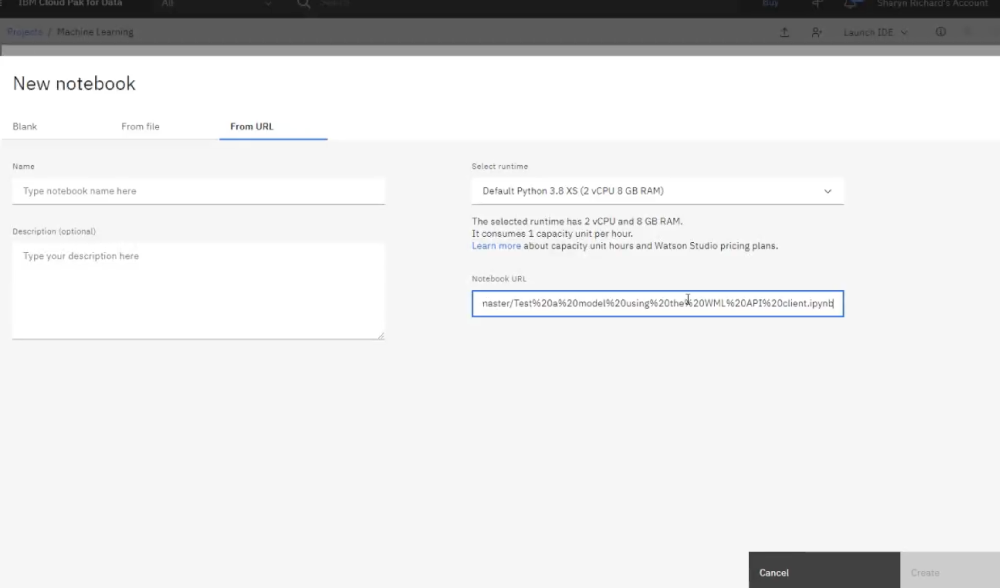 IBM Cloud Pak for Data
All
Search
Buy
Sharyn Richard's Account
Projects / Machine Learning
Launch IDE
New notebook
Blank
From file
From URL
Name
Type notebook name here
Description (optional)
Type your description here
Select runtime
Default Python 3.8 XS (2 vCPU 8 GB RAM)
The selected runtime has 2 vCPU and 8 GB RAM.
It consumes 1 capacity unit per hour.
Learn more about capacity unit hours and Watson Studio pricing plans.
Notebook URL
naster/Test%20a%20model%20using%20the%20WML%20API%20client.ipynb
Cancel
Create